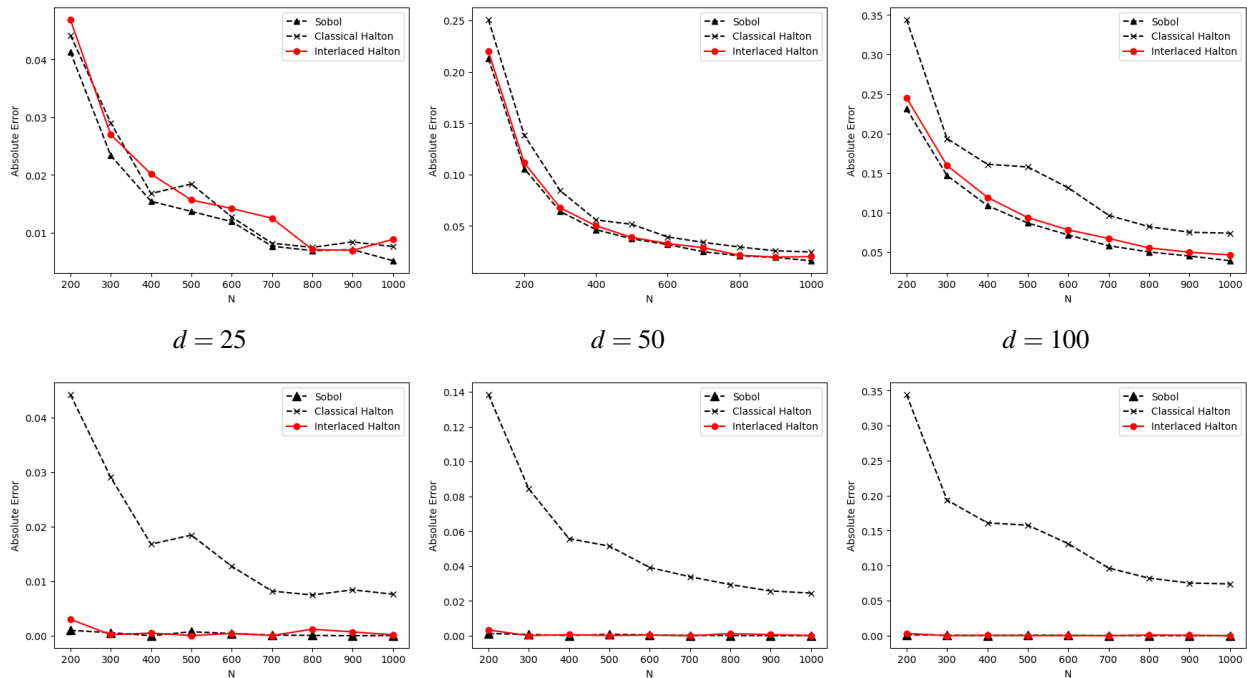 Sobol
Classical Halton
Interlaced Halton
Absolute Error
0.04
0.03
0.02
0.01
200 300 400 500 600 700 800 900 1000
N
Sobol
Classical Halton
Interlaced Halton
Absolute Error
0.25
0.20
0.15
0.10
0.05
200 400 600 800 1000
N
Sobol
Classical Halton
Interlaced Halton
Absolute Error
0.35
0.30
0.25
0.20
0.15
0.10
0.05
200 300 400 500 600 700 800 900 1000
N
d = 25
d = 50
d = 100
Sobol
Classical Halton
Interlaced Halton
Absolute Error
0.04
0.03
0.02
0.01
0.00
200 300 400 500 600 700 800 900 1000
N
Sobol
Classical Halton
Interlaced Halton
Absolute Error
0.14
0.12
0.10
0.08
0.06
0.04
0.02
0.00
200 300 400 500 600 700 800 900 1000
N
Sobol
Classical Halton
Interlaced Halton
Absolute Error
0.35
0.30
0.25
0.20
0.15
0.10
0.05
0.00
200 300 400 500 600 700 800 900 1000
N